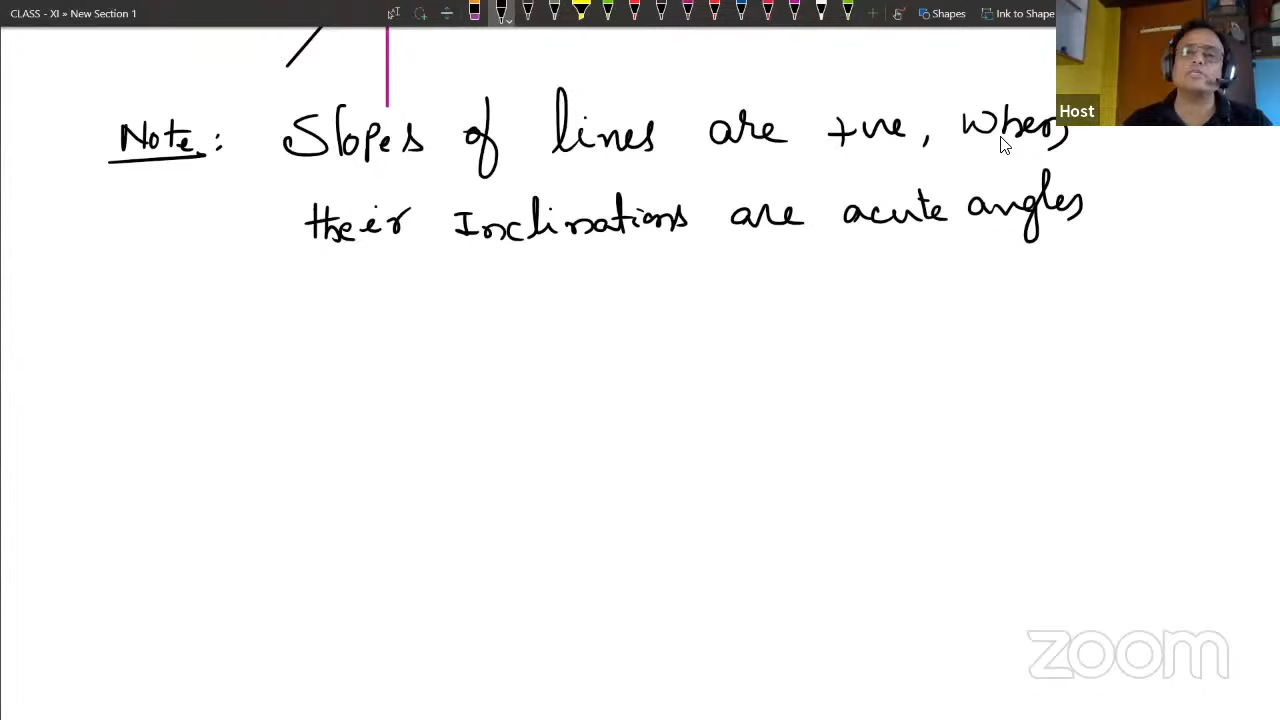 CLASS - XI » New Section 1
Shapes
Ink to Shape
Host
Note: Slopes of lines are +ve, when
their Inclinations are acute angles
zoom